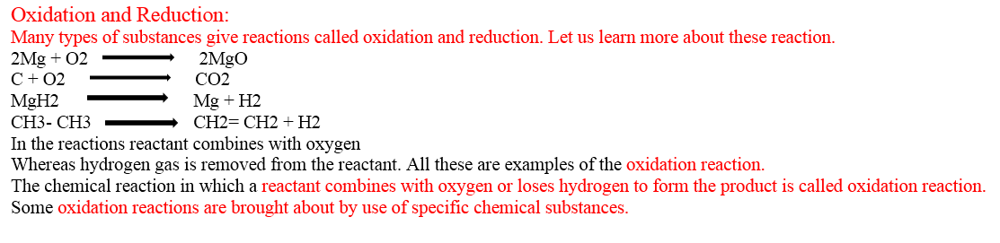 Oxidation and Reduction:
Many types of substances give reactions called oxidation and reduction. Let us learn more about these reaction.
2Mg + O2 ⟶ 2MgO
C + O2 ⟶ CO2
MgH2 ⟶ Mg + H2
CH3- CH3 ⟶ CH2= CH2 + H2
In the reactions reactant combines with oxygen
Whereas hydrogen gas is removed from the reactant. All these are examples of the oxidation reaction.
The chemical reaction in which a reactant combines with oxygen or loses hydrogen to form the product is called oxidation reaction.
Some oxidation reactions are brought about by use of specific chemical substances.